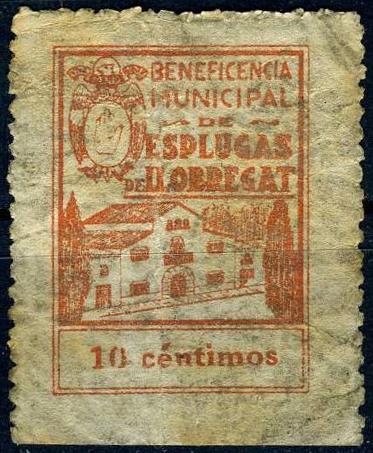 BENEFICENCIA
MUNICIPAL
DE
ESPLUGAS
DE LLOBREGAT
10 céntimos